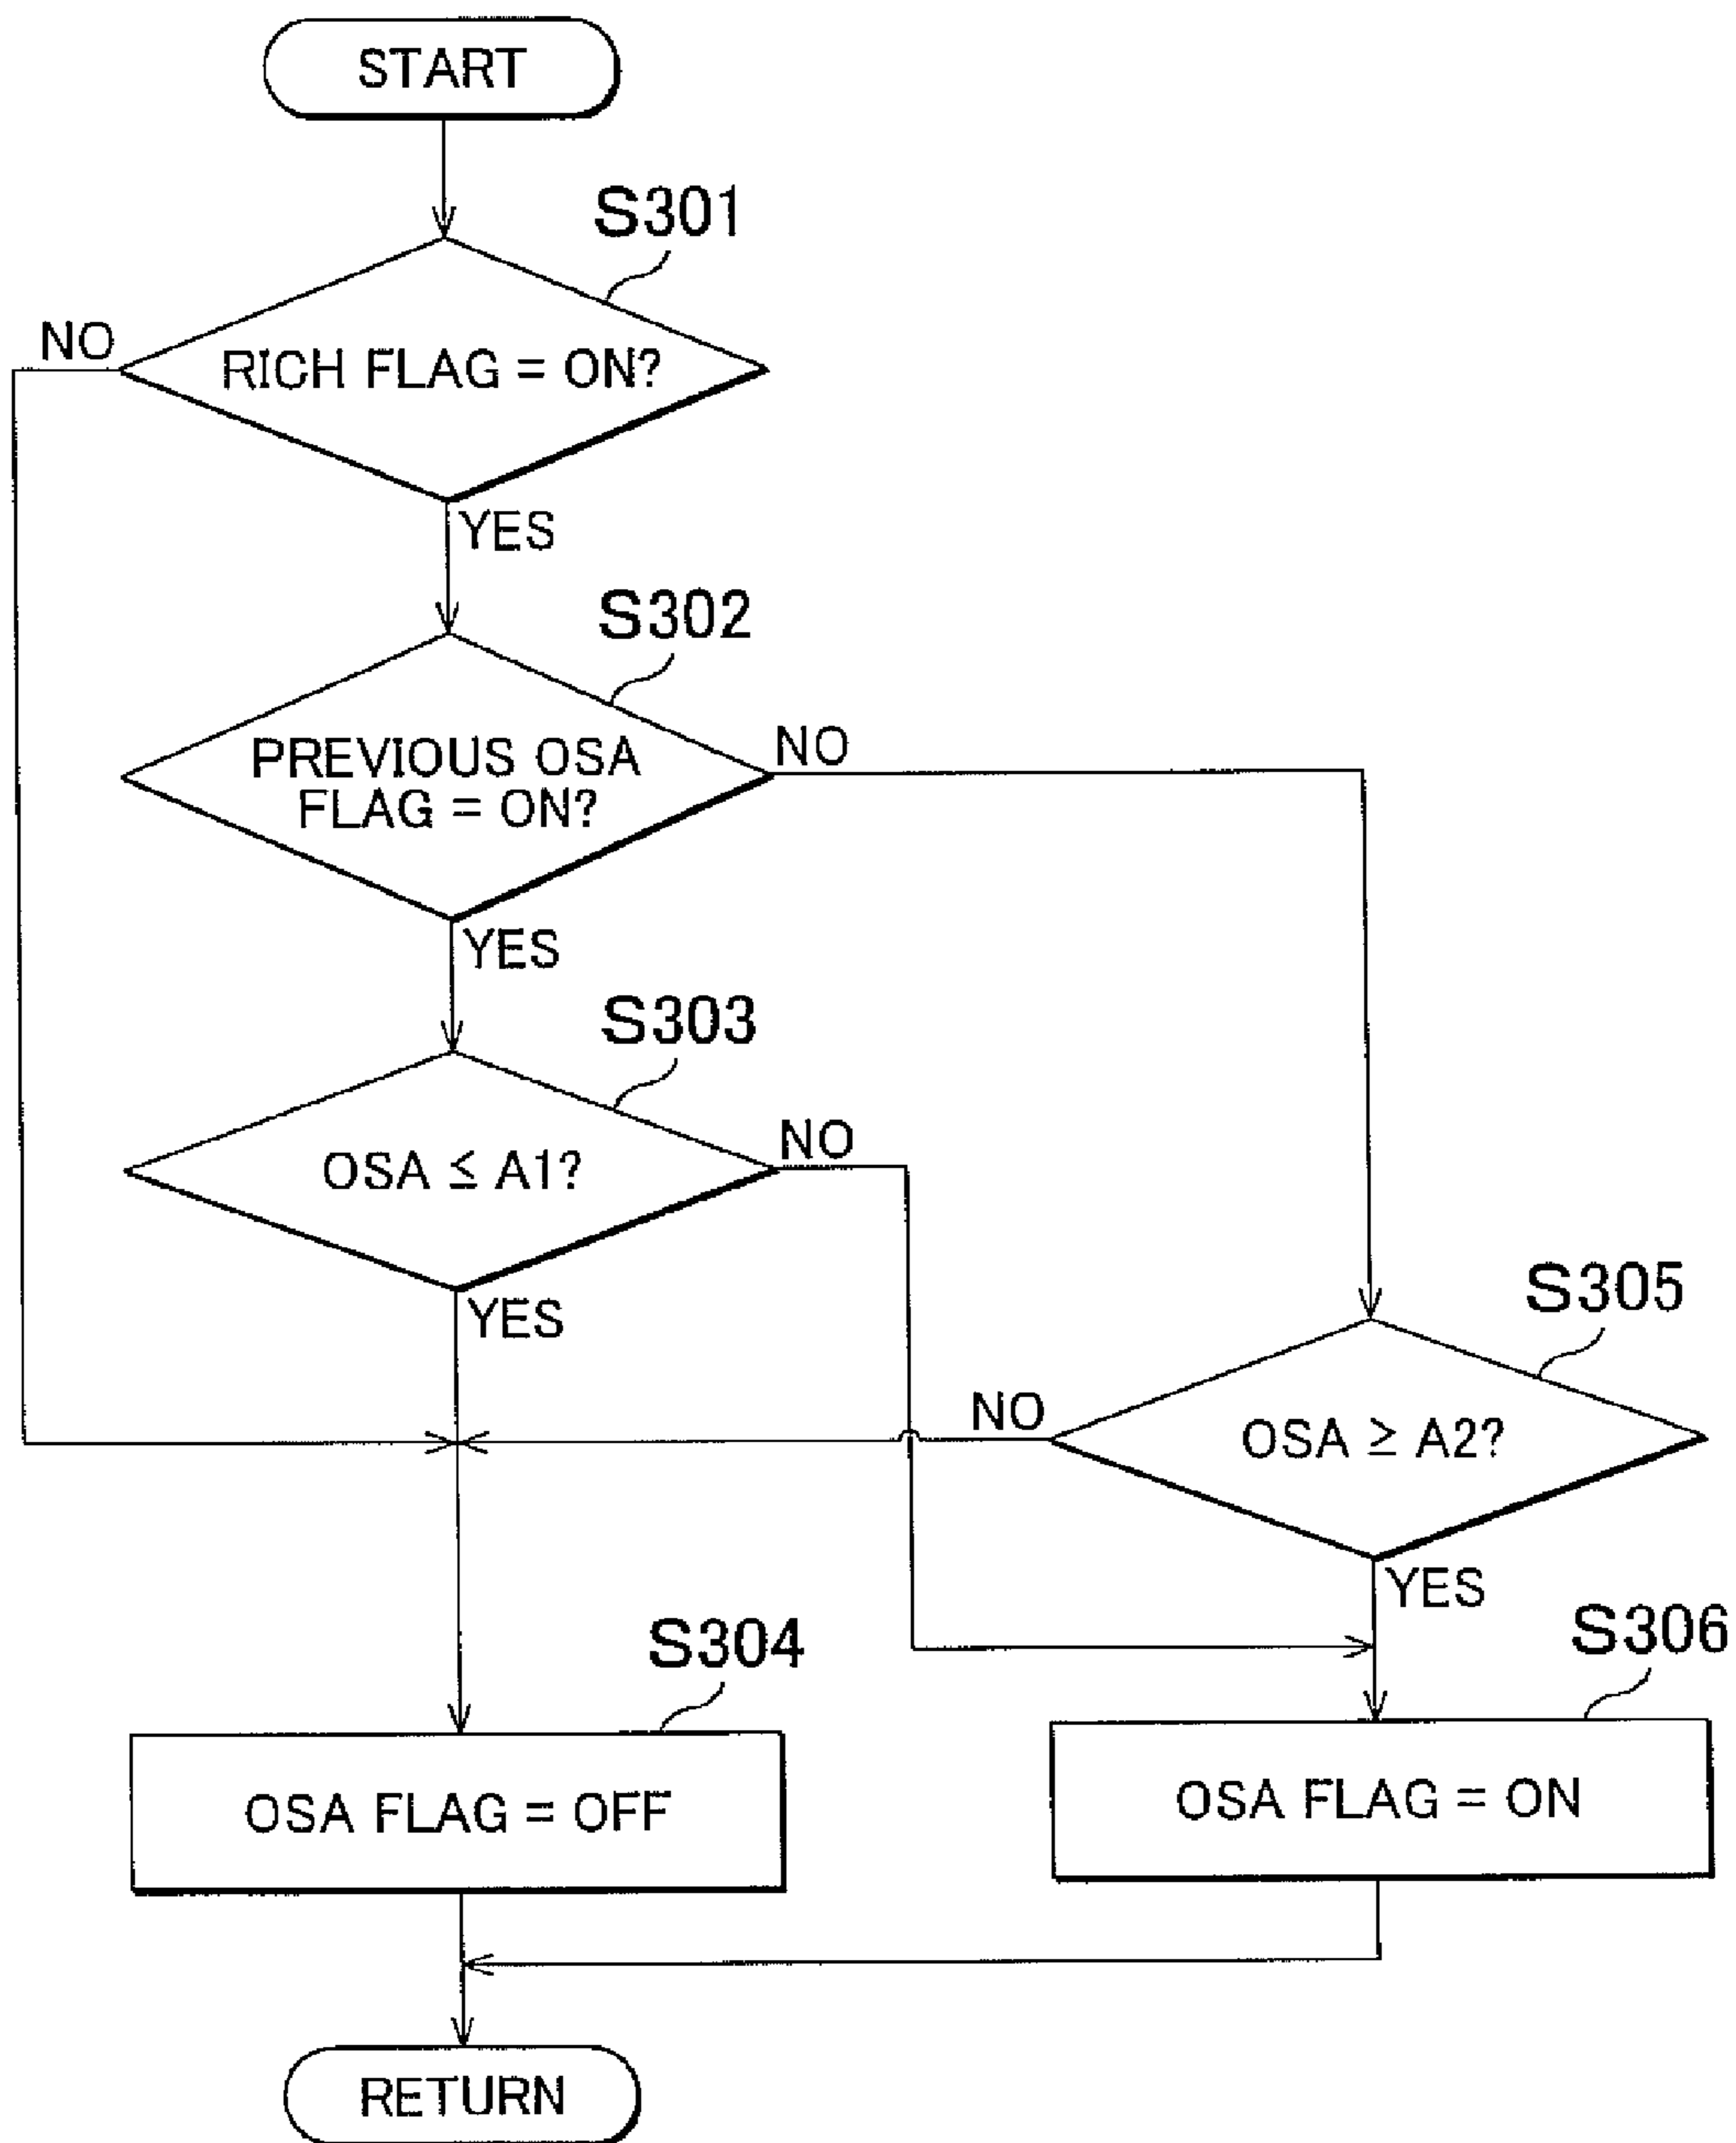 START
S301
NO
RICH FLAG = ON?
YES
S302
PREVIOUS OSA
FLAG = ON?
NO
YES
S303
OSA ≤ A1?
NO
YES
S305
NO
OSA ≥ A2?
YES
S304
S306
OSA FLAG = OFF
OSA FLAG = ON
RETURN